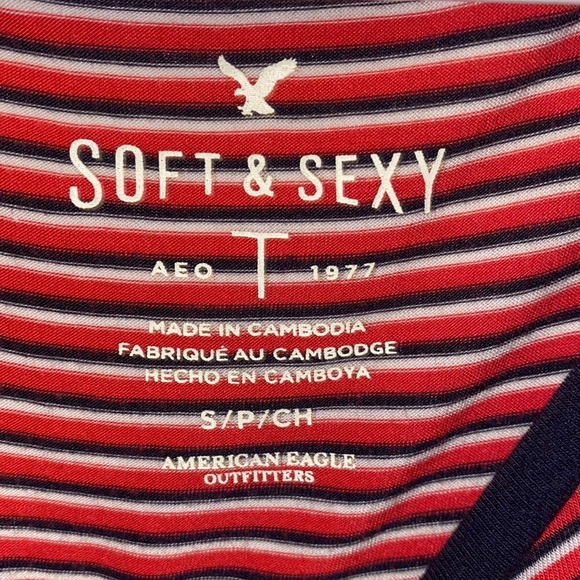 SOFT & SEXY
T
AEO 1977
MADE IN CAMBODIA
FABRIQUÉ AU CAMBODGE
HECHO EN CAMBOYA
S/P/CH
AMERICAN EAGLE
OUTFITTERS